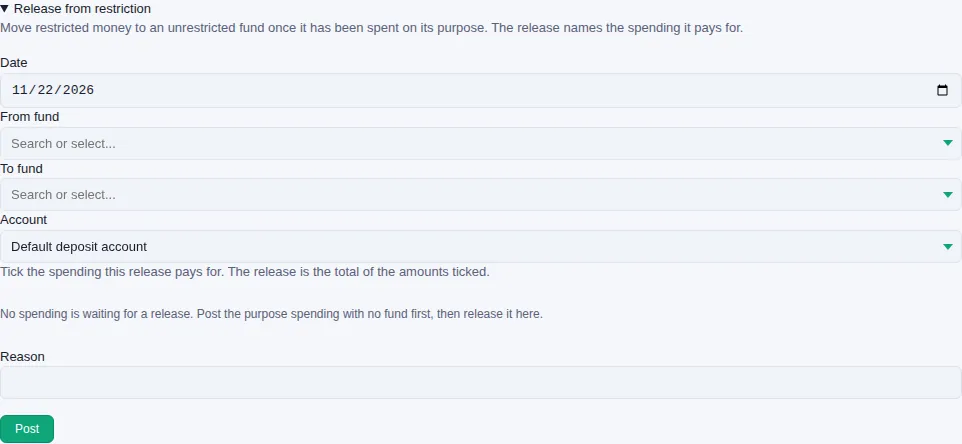 Release from restriction
Move restricted money to an unrestricted fund once it has been spent on its purpose. The release names the spending it pays for.
Date
11/22/2026
From fund
Search or select...
To fund
Search or select...
Account
Default deposit account
Tick the spending this release pays for. The release is the total of the amounts ticked.
No spending is waiting for a release. Post the purpose spending with no fund first, then release it here.
Reason
Post